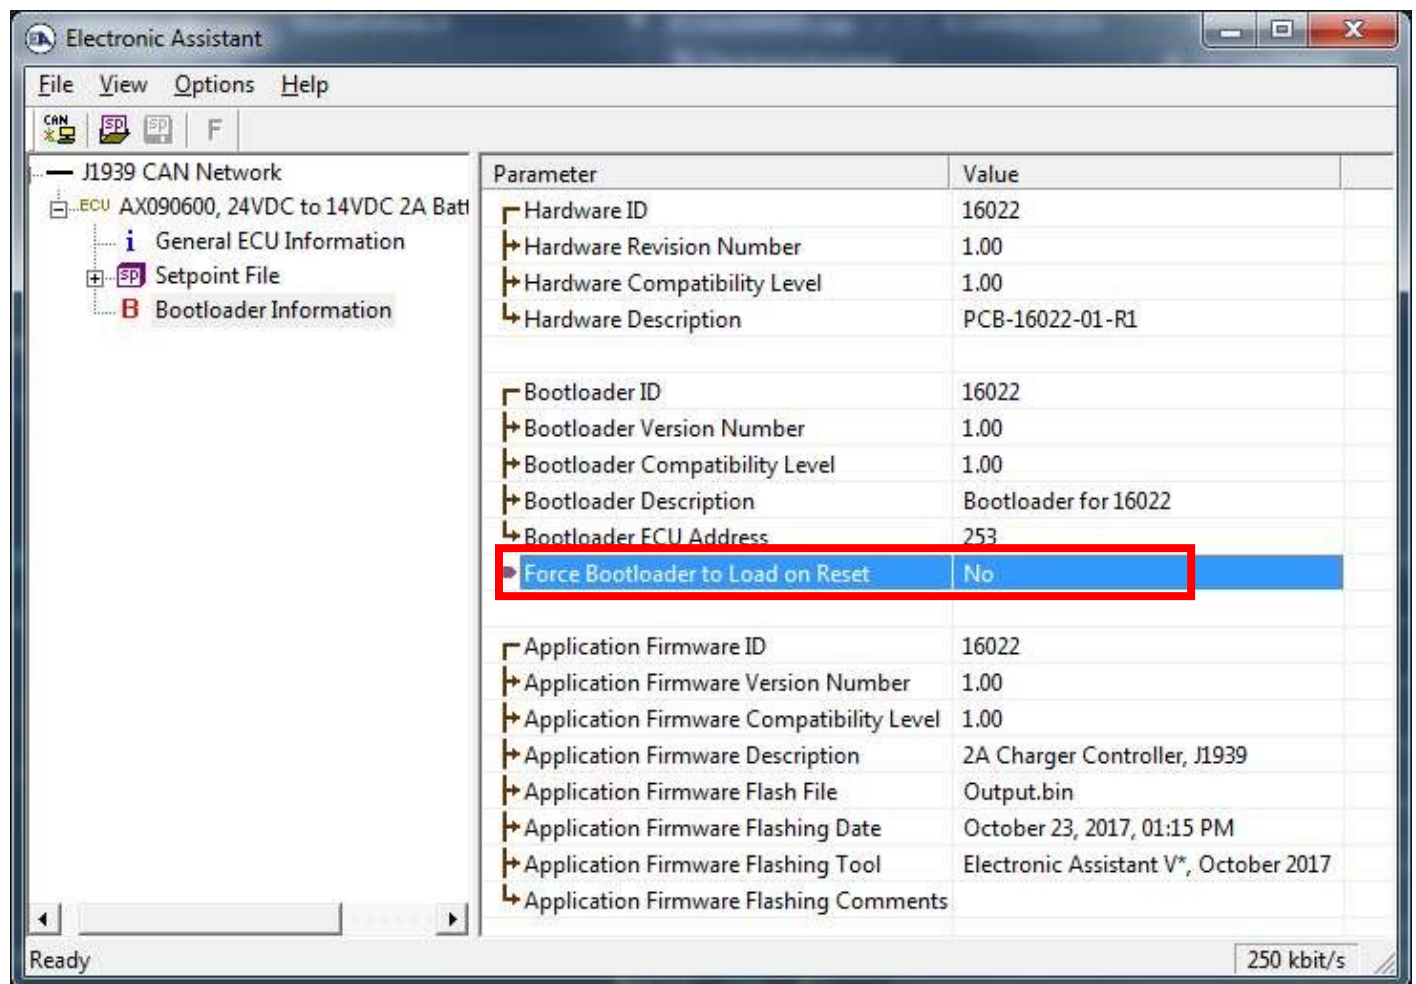 Electronic Assistant
File View Options Help
CAN SP SP F
J1939 CAN Network
ECU AX090600, 24VDC to 14VDC 2A Batt
i General ECU Information
SP Setpoint File
B Bootloader Information
Parameter Value
Hardware ID 16022
Hardware Revision Number 1.00
Hardware Compatibility Level 1.00
Hardware Description PCB-16022-01-R1
Bootloader ID 16022
Bootloader Version Number 1.00
Bootloader Compatibility Level 1.00
Bootloader Description Bootloader for 16022
Bootloader ECU Address 253
Force Bootloader to Load on Reset No
Application Firmware ID 16022
Application Firmware Version Number 1.00
Application Firmware Compatibility Level 1.00
Application Firmware Description 2A Charger Controller, J1939
Application Firmware Flash File Output.bin
Application Firmware Flashing Date October 23, 2017, 01:15 PM
Application Firmware Flashing Tool Electronic Assistant V*, October 2017
Application Firmware Flashing Comments
Ready 250 kbit/s